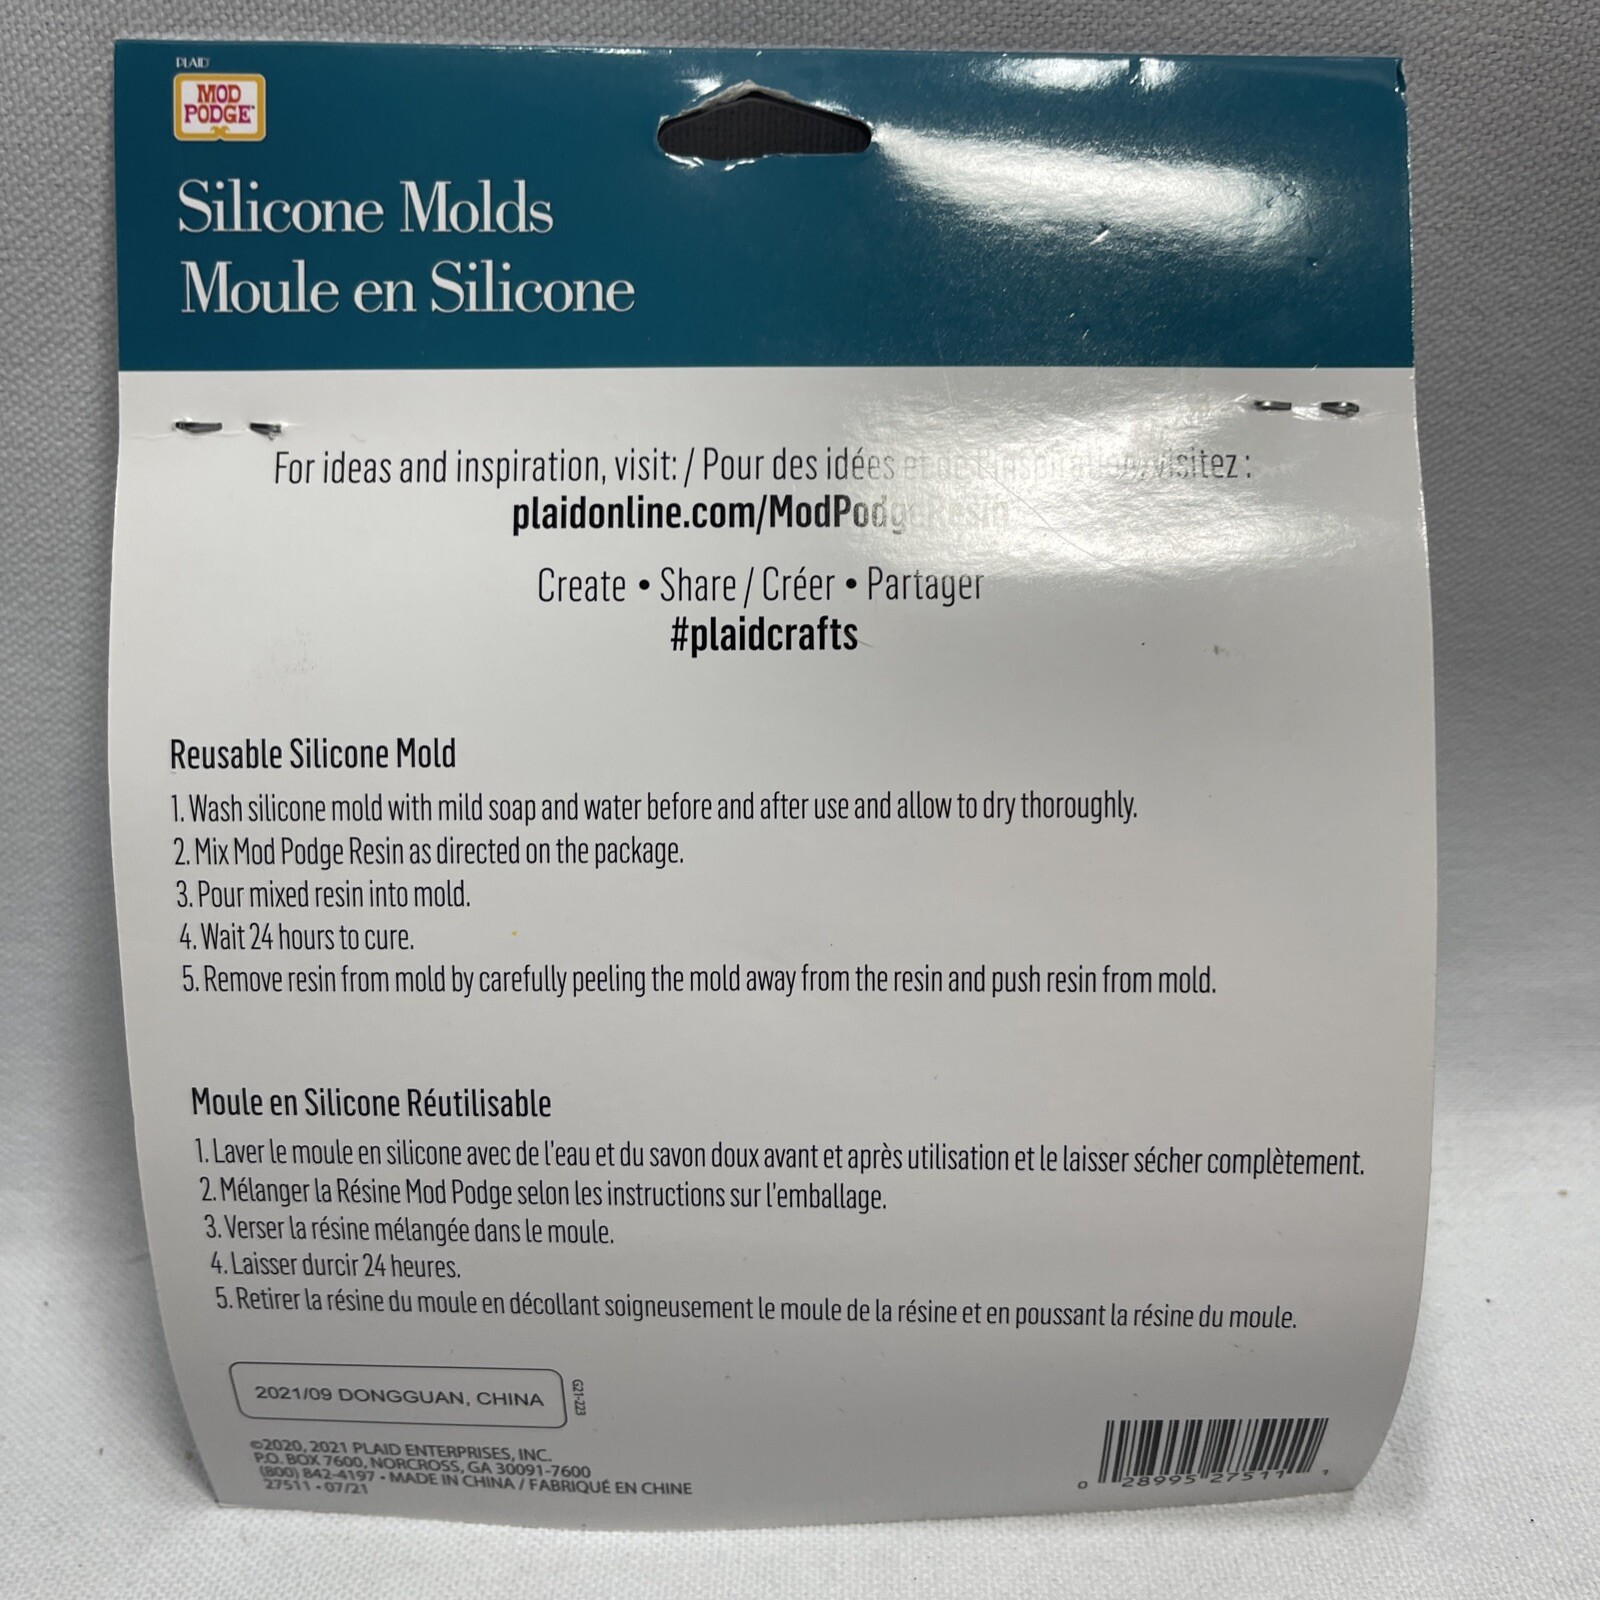 PLAID
MOD
PODGE
Silicone Molds
Moule en Silicone
For ideas and inspiration, visit: / Pour des idées et de l'inspiration, visitez :
plaidonline.com/ModPodgeResin
Create • Share / Créer • Partager
#plaidcrafts
Reusable Silicone Mold
1. Wash silicone mold with mild soap and water before and after use and allow to dry thoroughly.
2. Mix Mod Podge Resin as directed on the package.
3. Pour mixed resin into mold.
4. Wait 24 hours to cure.
5. Remove resin from mold by carefully peeling the mold away from the resin and push resin from mold.
Moule en Silicone Réutilisable
1. Laver le moule en silicone avec de l'eau et du savon doux avant et après utilisation et le laisser sécher complètement.
2. Mélanger la Résine Mod Podge selon les instructions sur l'emballage.
3. Verser la résine mélangée dans le moule.
4. Laisser durcir 24 heures.
5. Retirer la résine du moule en décollant soigneusement le moule de la résine et en poussant la résine du moule.
2021/09 DONGGUAN, CHINA
G21-223
©2020, 2021 PLAID ENTERPRISES, INC.
P.O. BOX 7600, NORCROSS, GA 30091-7600
(800) 842-4197 • MADE IN CHINA / FABRIQUÉ EN CHINE
27511 • 07/21
0 28995 27511 1